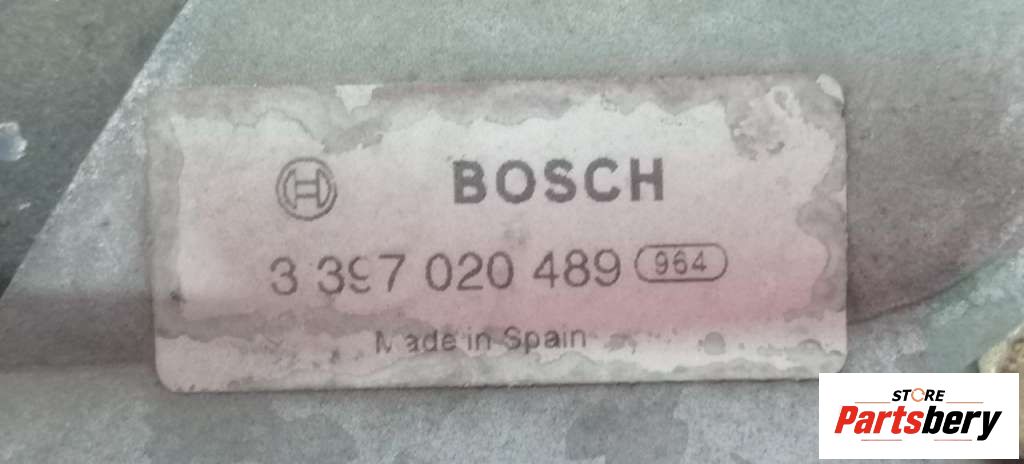 BOSCH
3 397 020 489 964
Made in Spain
STORE
Partsbery